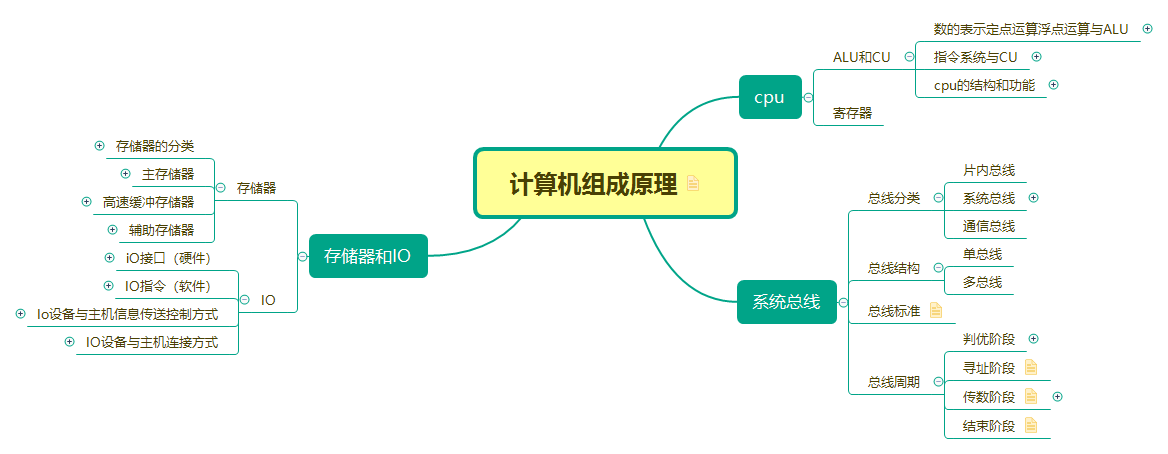 计算机组成原理
cpu
ALU和CU
数的表示定点运算浮点运算与ALU
指令系统与CU
cpu的结构和功能
寄存器
系统总线
总线分类
片内总线
系统总线
通信总线
总线结构
单总线
多总线
总线标准
总线周期
判优阶段
寻址阶段
传数阶段
结束阶段
存储器和IO
存储器
存储器的分类
主存储器
高速缓冲存储器
辅助存储器
IO
iO接口（硬件）
IO指令（软件）
Io设备与主机信息传送控制方式
IO设备与主机连接方式